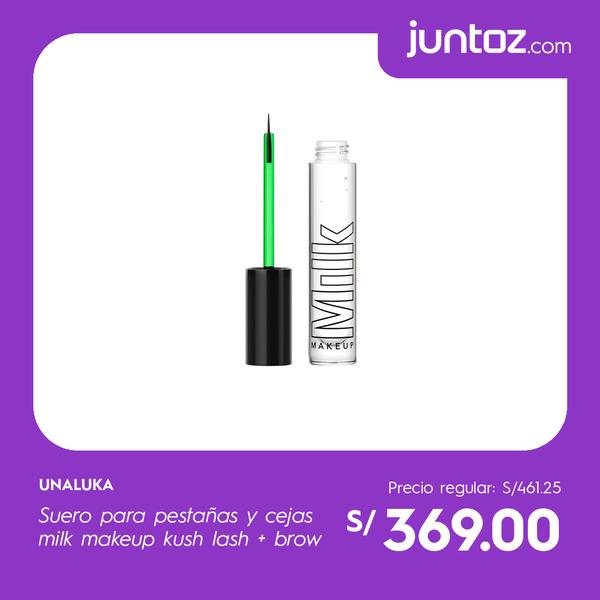 juntoz.com
Milk
MAKEUP
UNALUKA
Suero para pestañas y cejas
milk makeup kush lash + brow
Precio regular: S/461.25
S/369.00